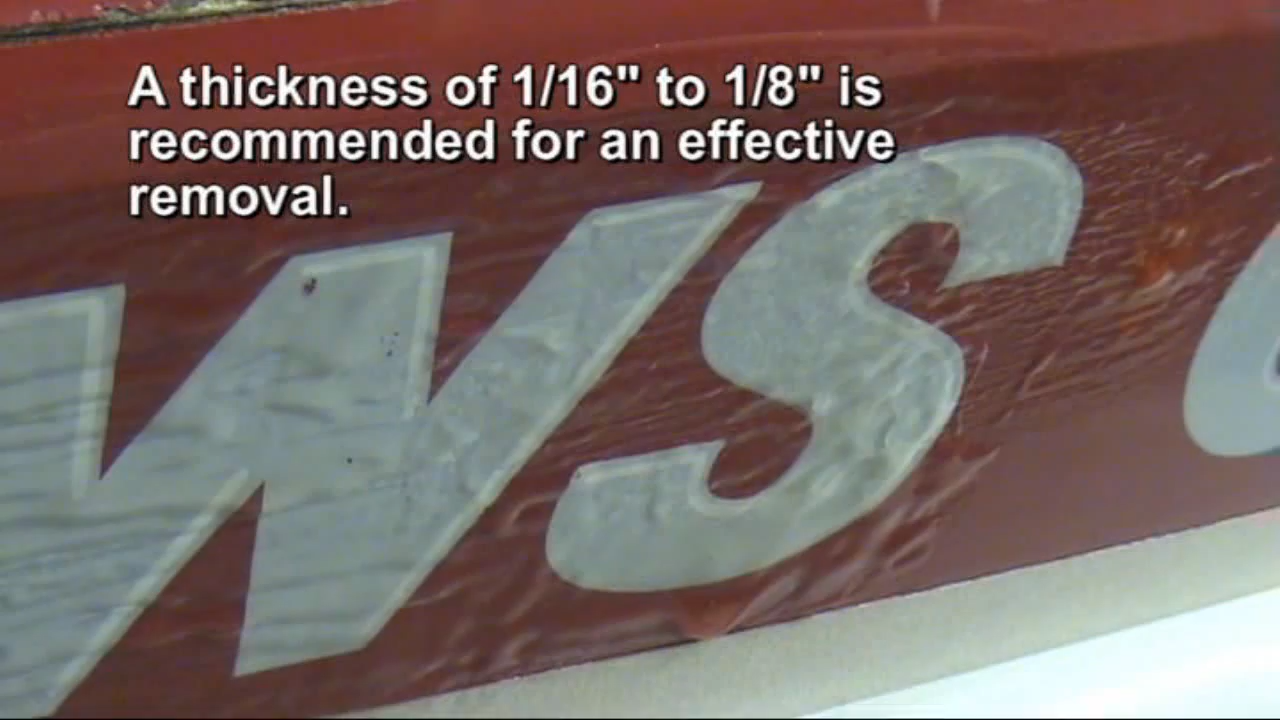 A thickness of 1/16" to 1/8" is
recommended for an effective
removal.
WS